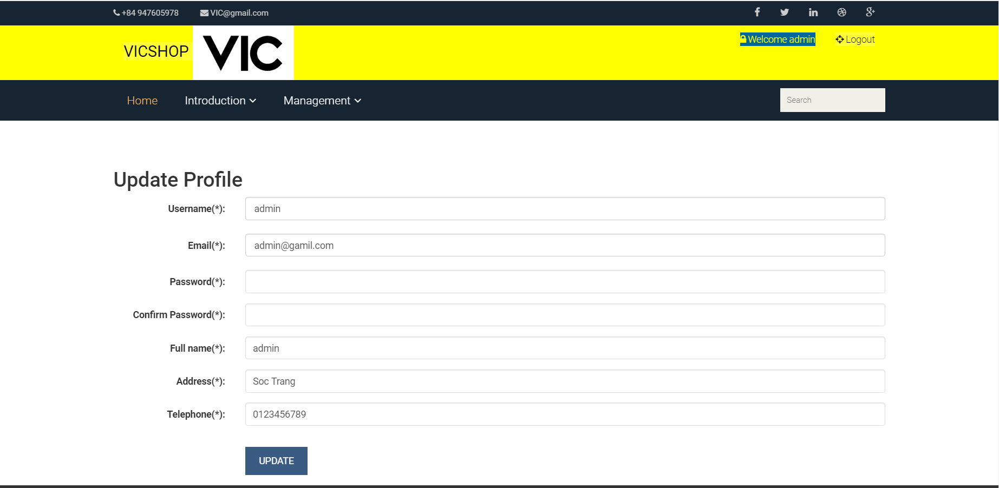 +84 947605978 VIC@gmail.com
VICSHOP VIC Welcome admin Logout
Home Introduction Management Search
Update Profile
Username(*): admin
Email(*): admin@gamil.com
Password(*):
Confirm Password(*):
Full name(*): admin
Address(*): Soc Trang
Telephone(*): 0123456789
UPDATE